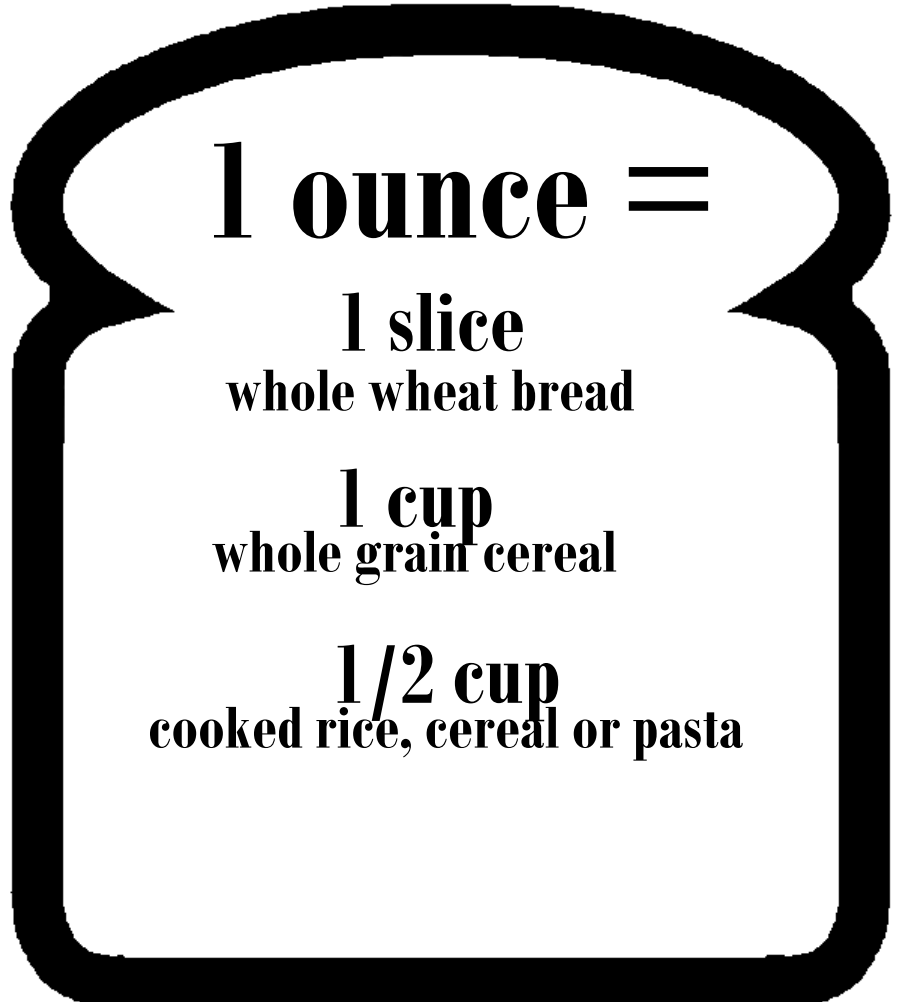 1 ounce =
1 slice
whole wheat bread
1 cup
whole grain cereal
1/2 cup
cooked rice, cereal or pasta